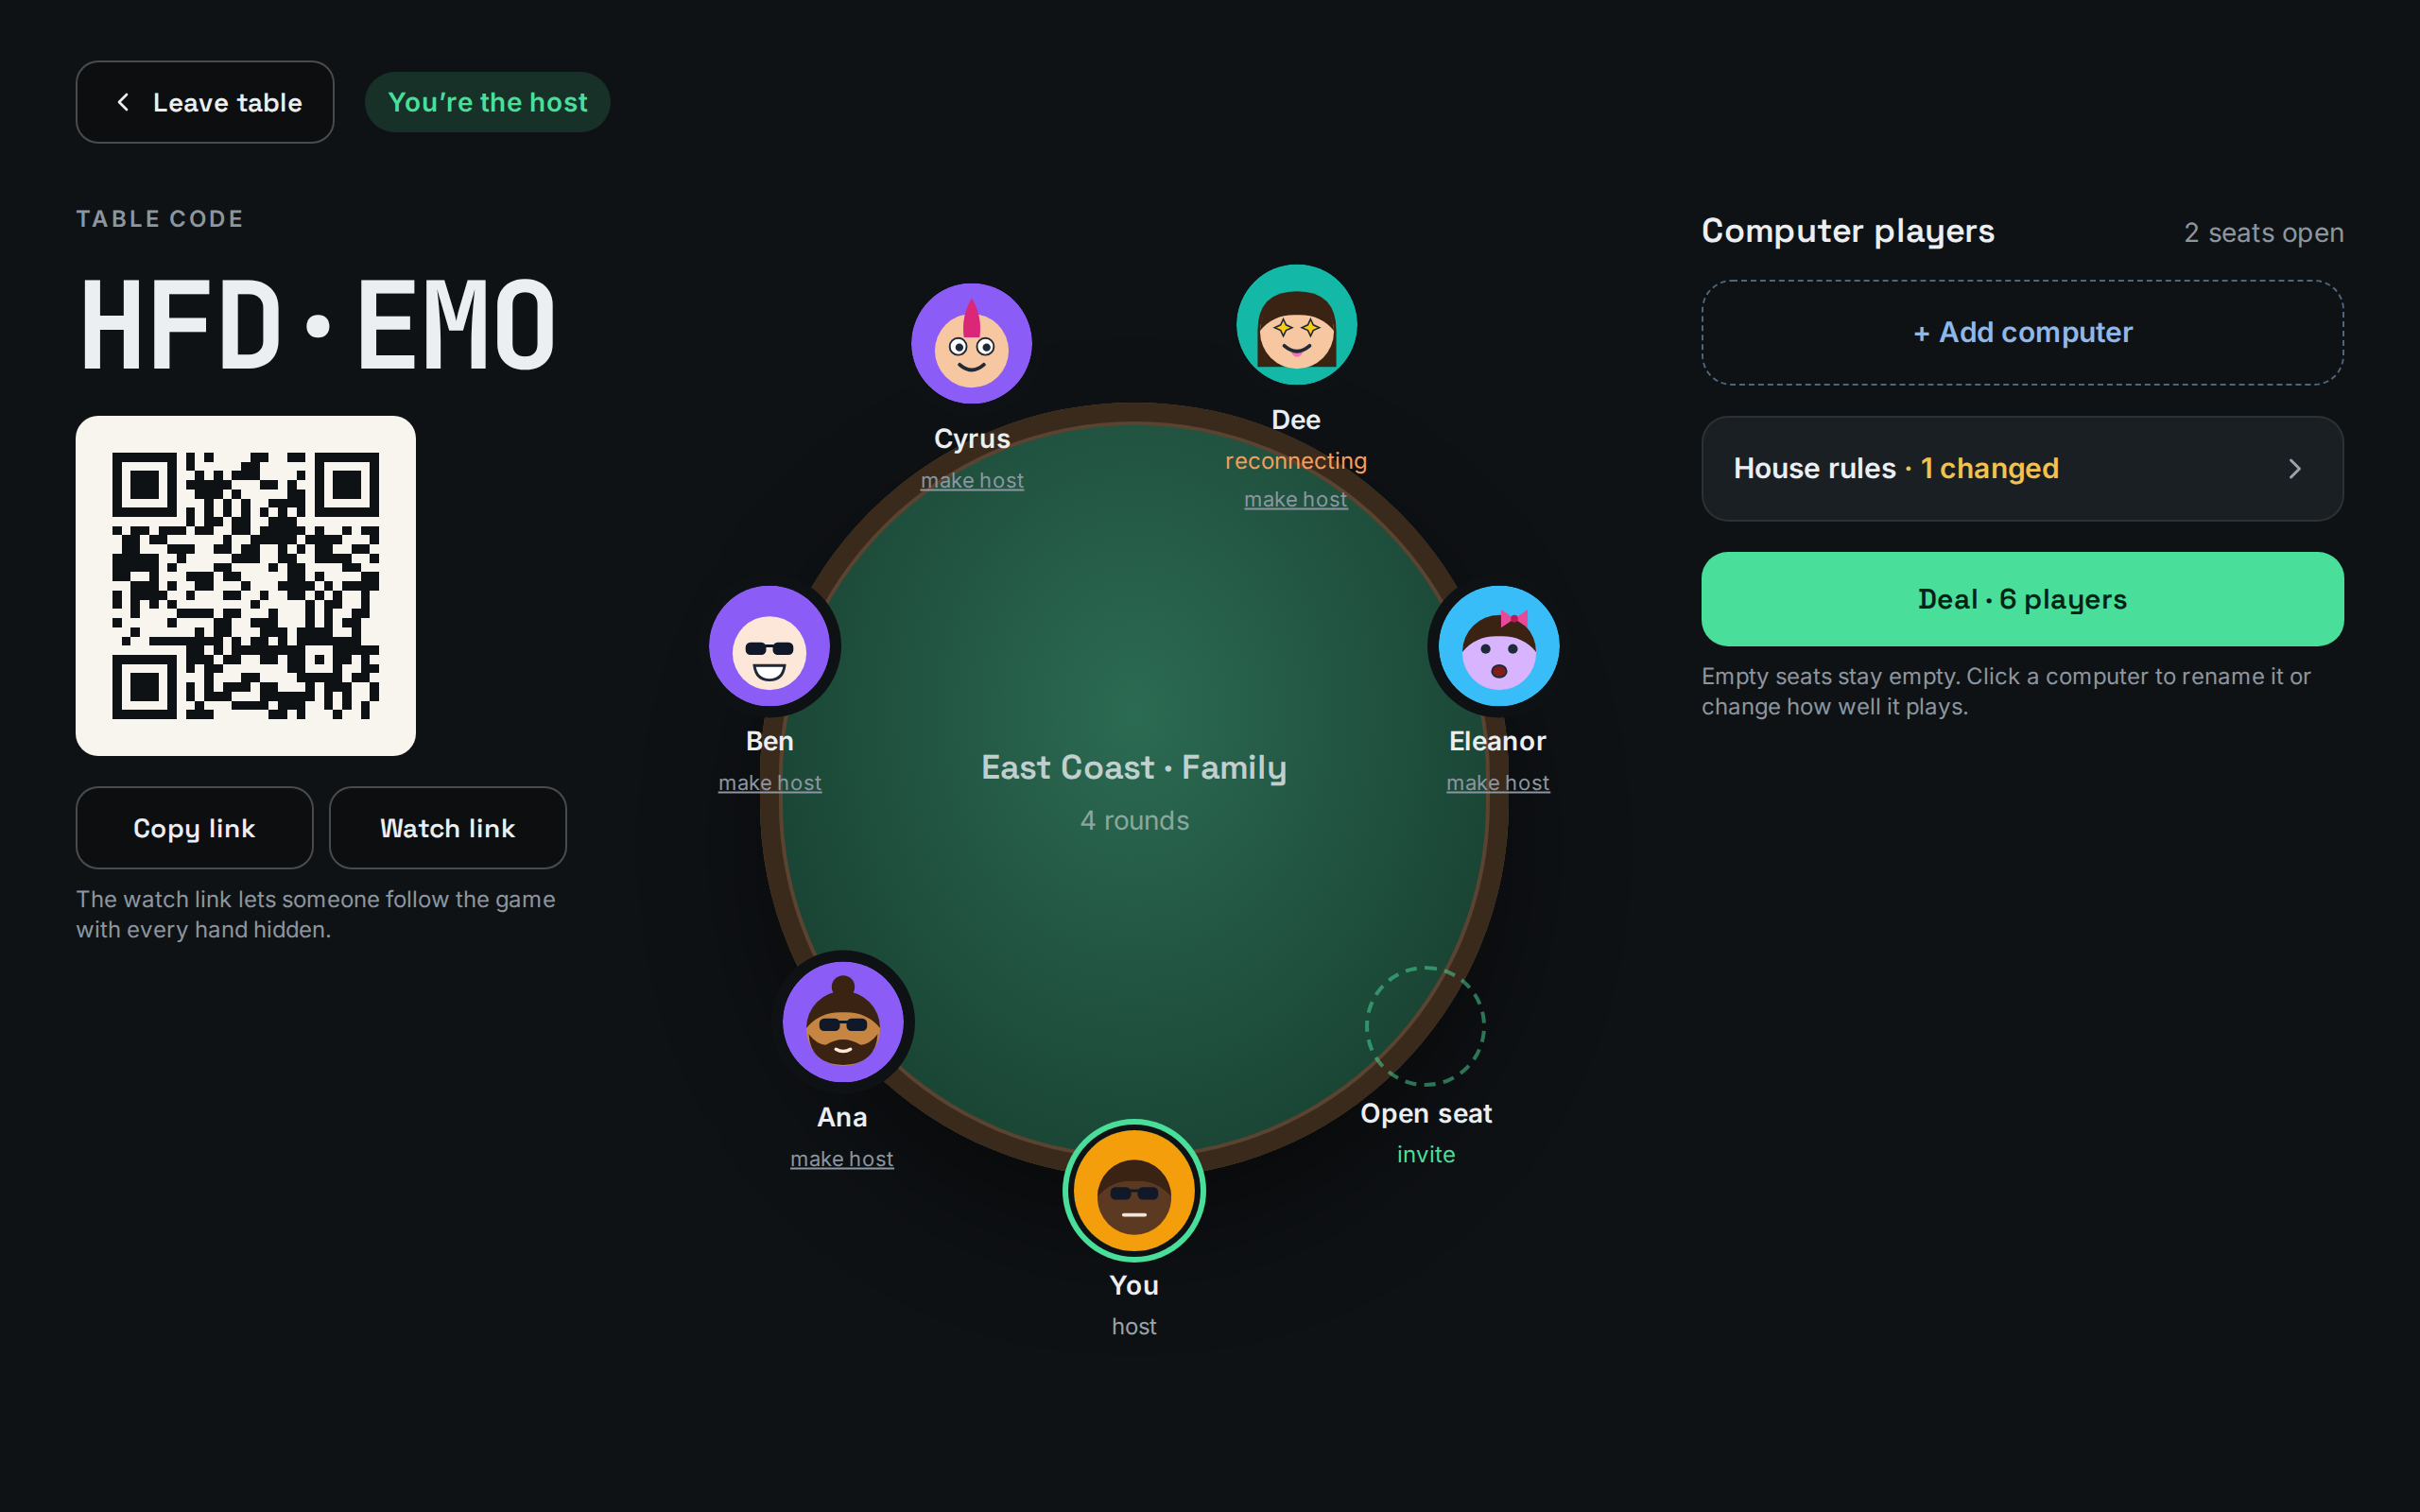 Leave table
You're the host
TABLE CODE
HFD·EMO
Copy link
Watch link
The watch link lets someone follow the game
with every hand hidden.
Cyrus
make host
Dee
reconnecting
make host
Ben
make host
Eleanor
make host
East Coast · Family
4 rounds
Ana
make host
Open seat
invite
You
host
Computer players
2 seats open
+ Add computer
House rules · 1 changed
Deal · 6 players
Empty seats stay empty. Click a computer to rename it or
change how well it plays.